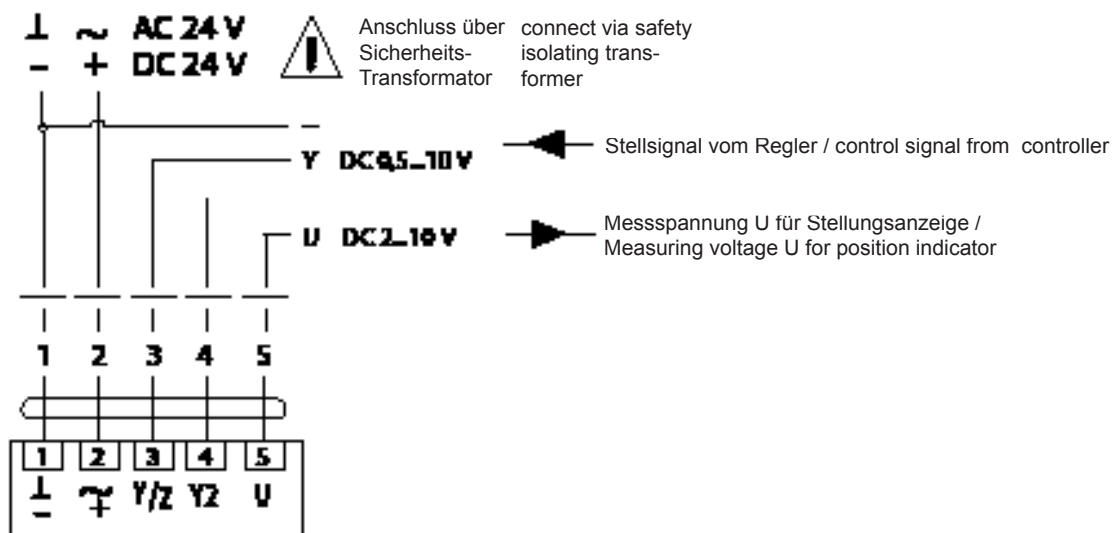 ⊥ ~ AC 24 V
– + DC 24 V
Anschluss über
Sicherheits-
Transformator
connect via safety
isolating trans-
former
–
Y DC 0,5...10 V
Stellsignal vom Regler / control signal from controller
U DC 2...10 V
Messspannung U für Stellungsanzeige /
Measuring voltage U for position indicator
1 2 3 4 5
1 2 3 4 5
⊥ ~ Y/Z Y2 U
– +